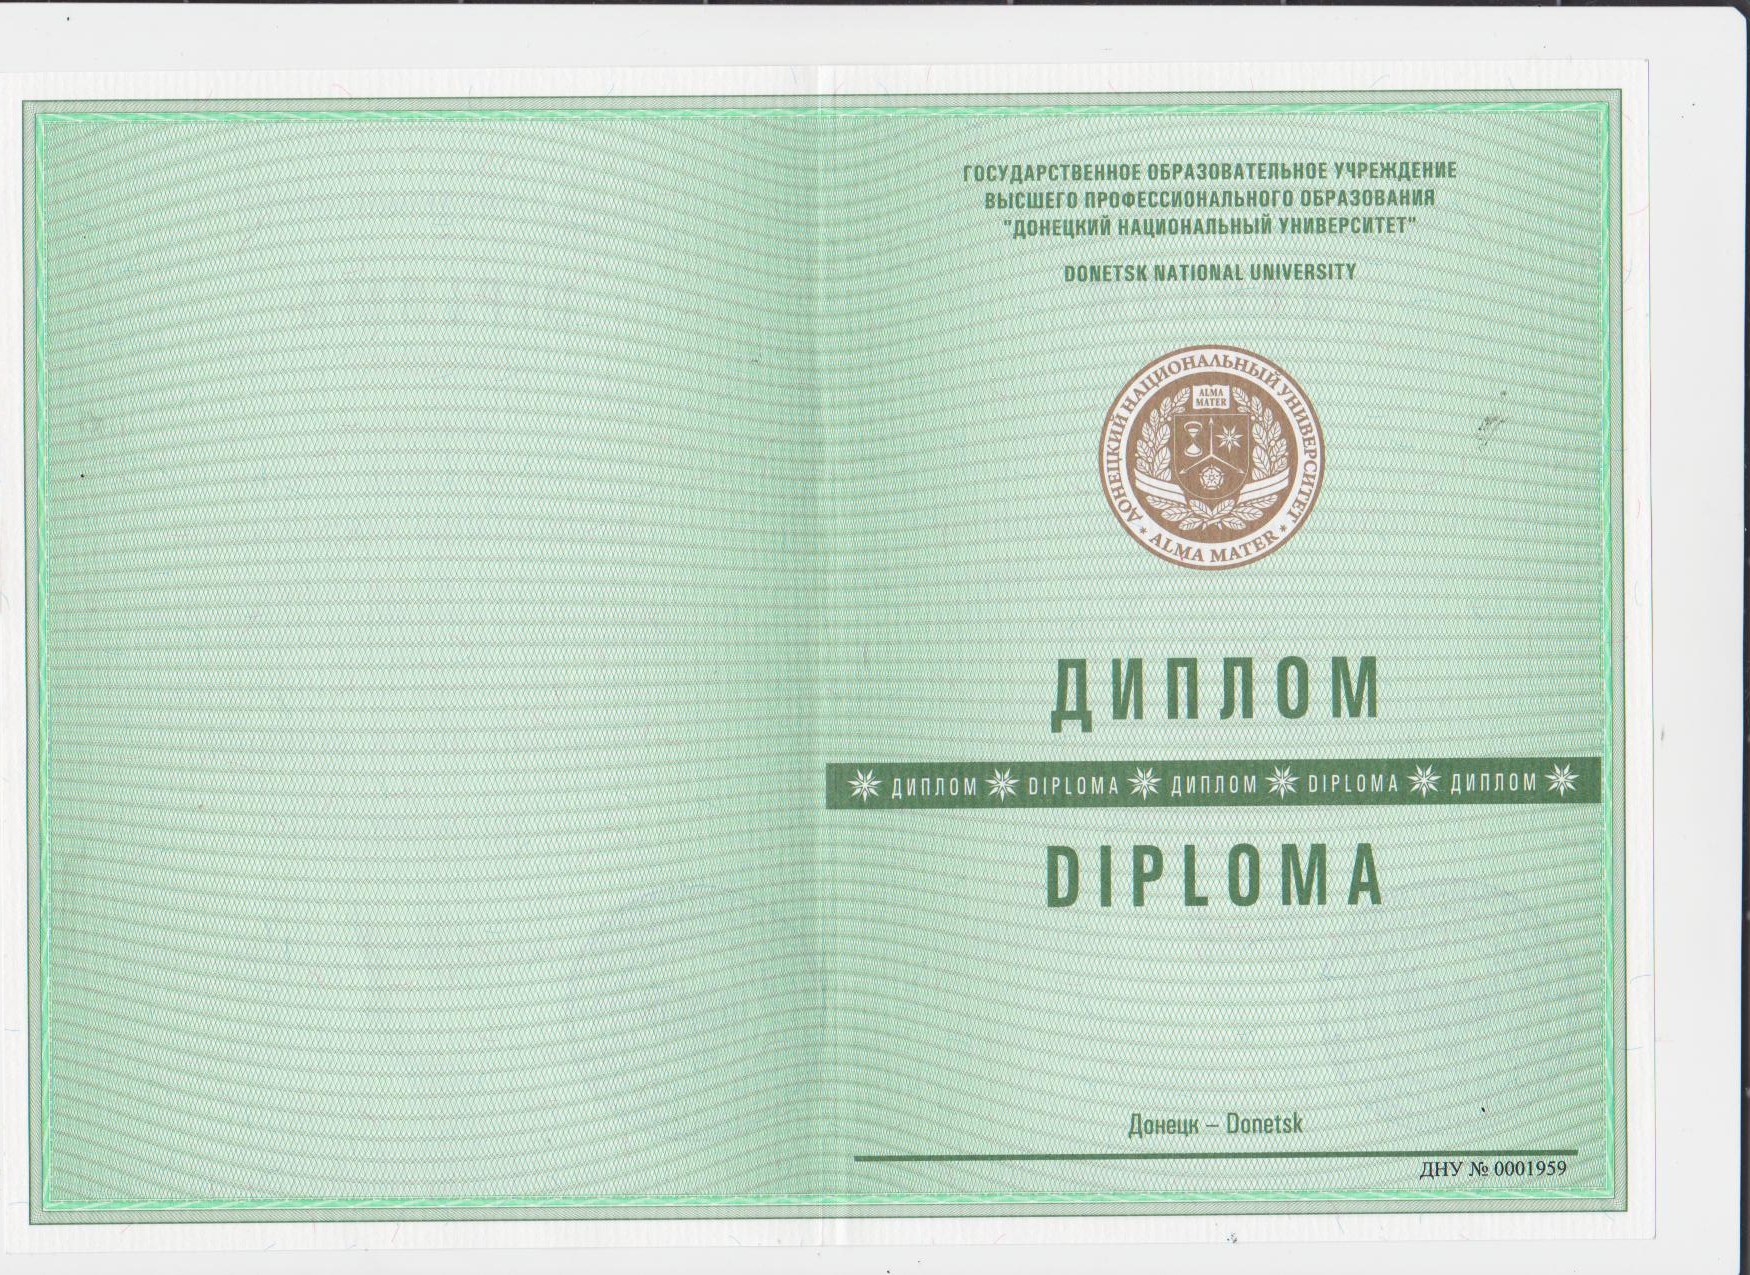 ГОСУДАРСТВЕННОЕ ОБРАЗОВАТЕЛЬНОЕ УЧРЕЖДЕНИЕ
ВЫСШЕГО ПРОФЕССИОНАЛЬНОГО ОБРАЗОВАНИЯ
"ДОНЕЦКИЙ НАЦИОНАЛЬНЫЙ УНИВЕРСИТЕТ"
DONETSK NATIONAL UNIVERSITY
ДОНЕЦКИЙ НАЦИОНАЛЬНЫЙ УНИВЕРСИТЕТ
ALMA
MATER
* ALMA MATER *
ДИПЛОМ
ДИПЛОМ DIPLOMA ДИПЛОМ DIPLOMA ДИПЛОМ
DIPLOMA
Донецк – Donetsk
ДНУ № 0001959